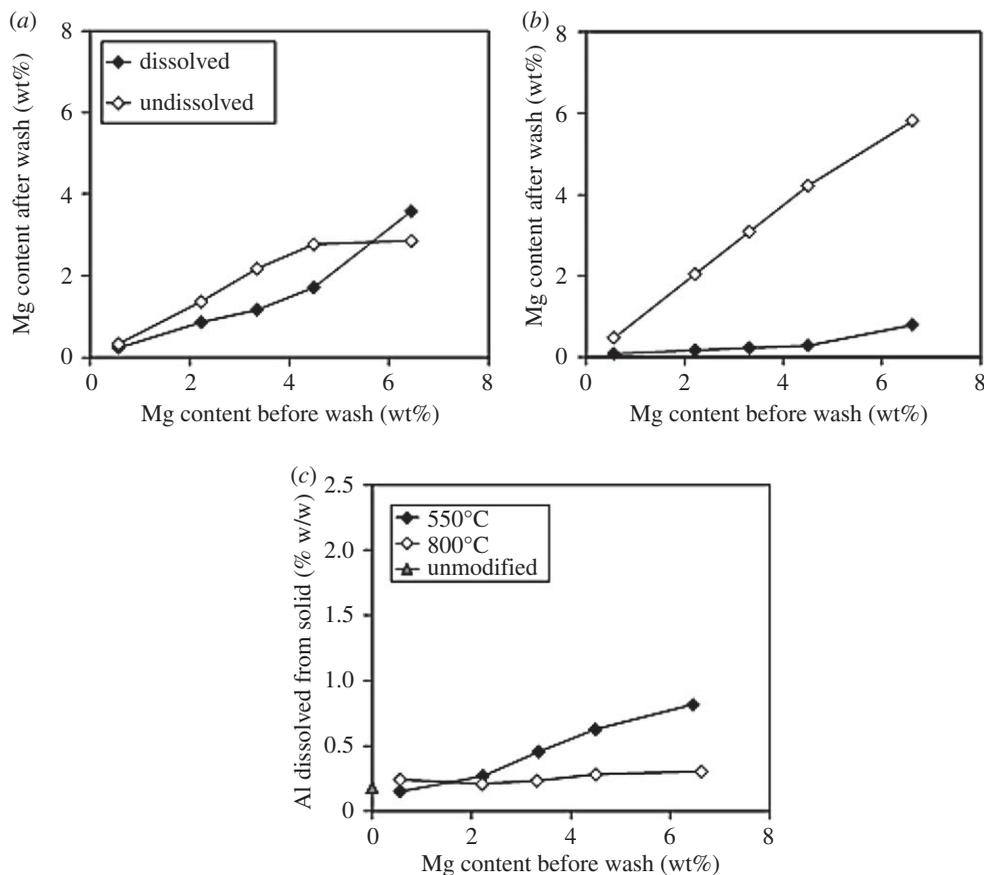 (a)
8
6
4
2
0
Mg content after wash (wt%)
dissolved
undissolved
0 2 4 6 8
Mg content before wash (wt%)
(b)
8
6
4
2
0
Mg content after wash (wt%)
0 2 4 6 8
Mg content before wash (wt%)
(c)
2.5
2.0
1.5
1.0
0.5
0
Al dissolved from solid (% w/w)
550°C
800°C
unmodified
0 2 4 6 8
Mg content before wash (wt%)